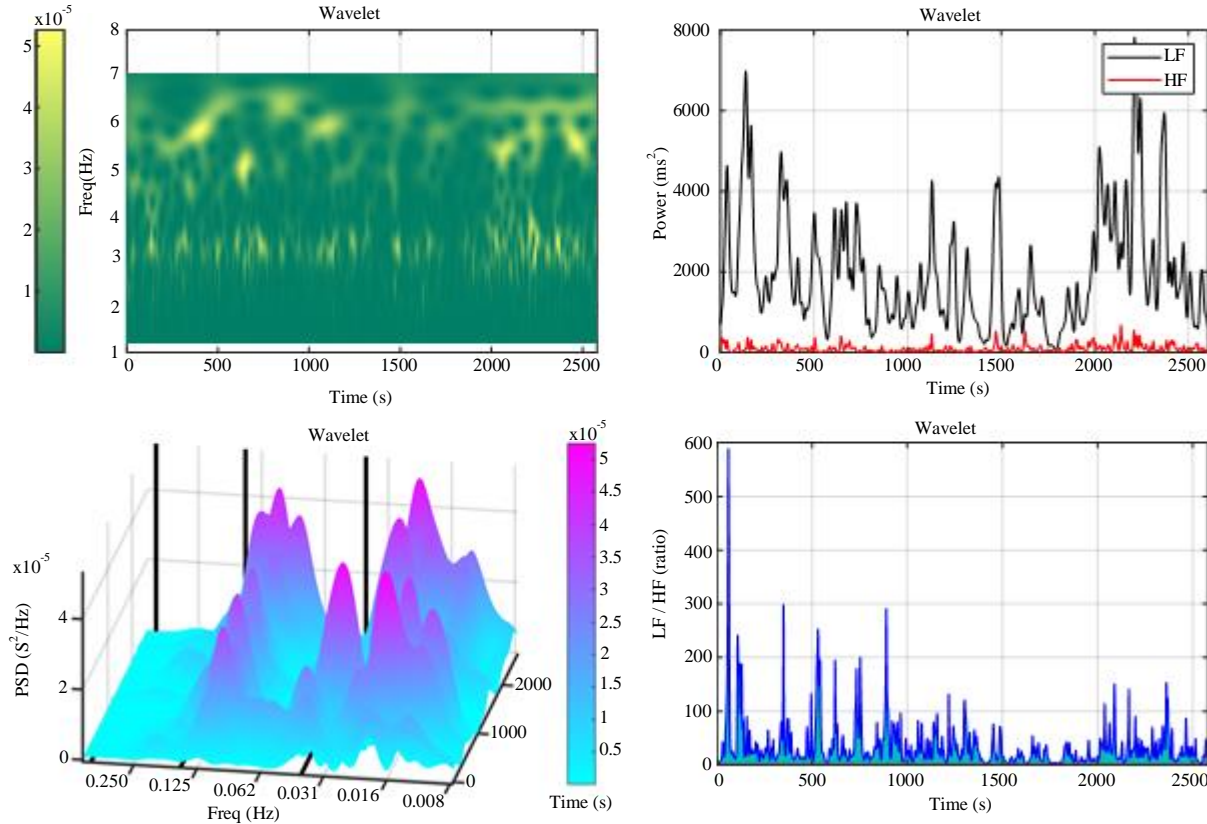 x10-5
Wavelet
5
4
3
2
1
8
7
6
5
4
3
2
1
Freq(Hz)
0 500 1000 1500 2000 2500
Time (s)
Wavelet
8000
6000
4000
2000
0
Power (ms2)
LF
HF
0 500 1000 1500 2000 2500
Time (s)
Wavelet
x10-5
4
2
0
PSD (S2/Hz)
0.250 0.125 0.062 0.031 0.016 0.008
Freq (Hz)
2000
1000
0
Time (s)
x10-5
5
4.5
4
3.5
3
2.5
2
1.5
1
0.5
Wavelet
600
500
400
300
200
100
0
LF / HF (ratio)
0 500 1000 1500 2000 2500
Time (s)